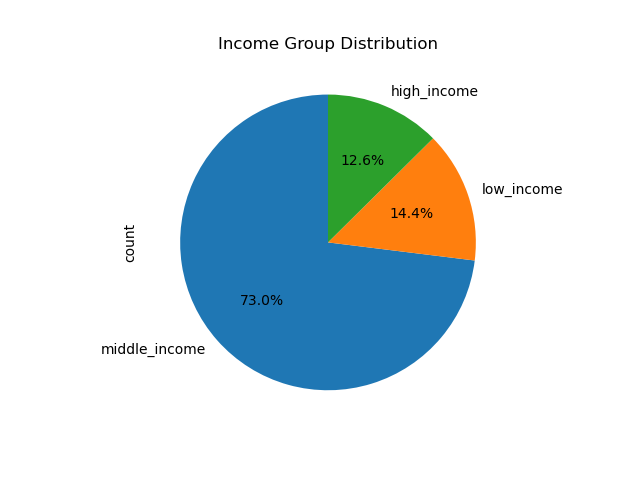 Income Group Distribution
high_income
12.6%
low_income
14.4%
count
73.0%
middle_income